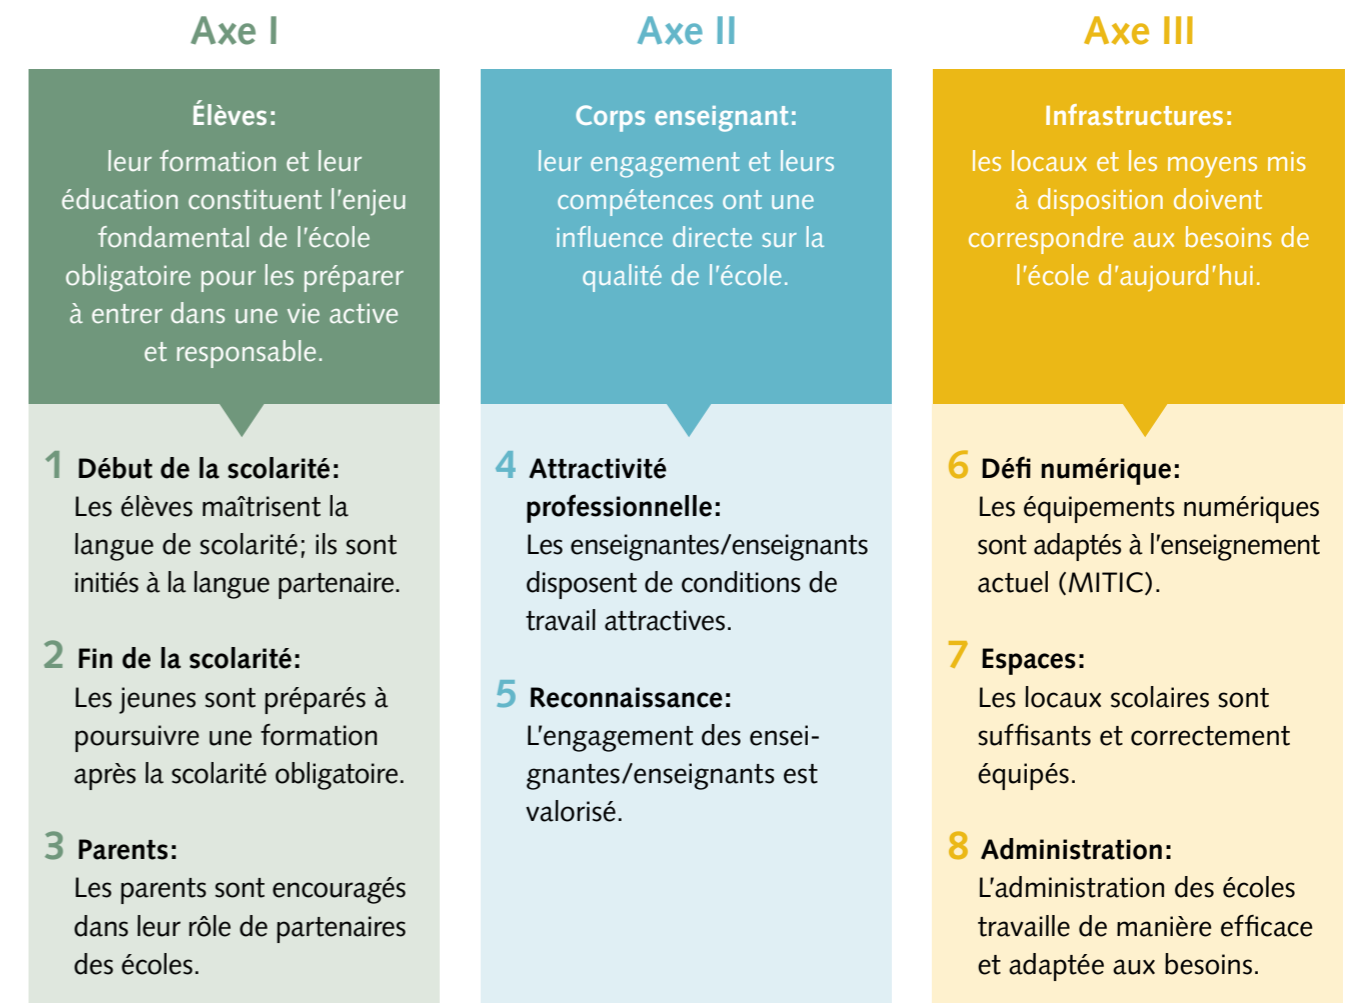 Axe I
Élèves:
leur formation et leur
éducation constituent l'enjeu
fondamental de l'école
obligatoire pour les préparer
à entrer dans une vie active
et responsable.
1 Début de la scolarité:
Les élèves maîtrisent la
langue de scolarité; ils sont
initiés à la langue partenaire.
2 Fin de la scolarité:
Les jeunes sont préparés à
poursuivre une formation
après la scolarité obligatoire.
3 Parents:
Les parents sont encouragés
dans leur rôle de partenaires
des écoles.
Axe II
Corps enseignant:
leur engagement et leurs
compétences ont une
influence directe sur la
qualité de l'école.
4 Attractivité
professionnelle:
Les enseignantes/enseignants
disposent de conditions de
travail attractives.
5 Reconnaissance:
L'engagement des ensei-
gnantes/enseignants est
valorisé.
Axe III
Infrastructures:
les locaux et les moyens mis
à disposition doivent
correspondre aux besoins de
l'école d'aujourd'hui.
6 Défi numérique:
Les équipements numériques
sont adaptés à l'enseignement
actuel (MITIC).
7 Espaces:
Les locaux scolaires sont
suffisants et correctement
équipés.
8 Administration:
L'administration des écoles
travaille de manière efficace
et adaptée aux besoins.